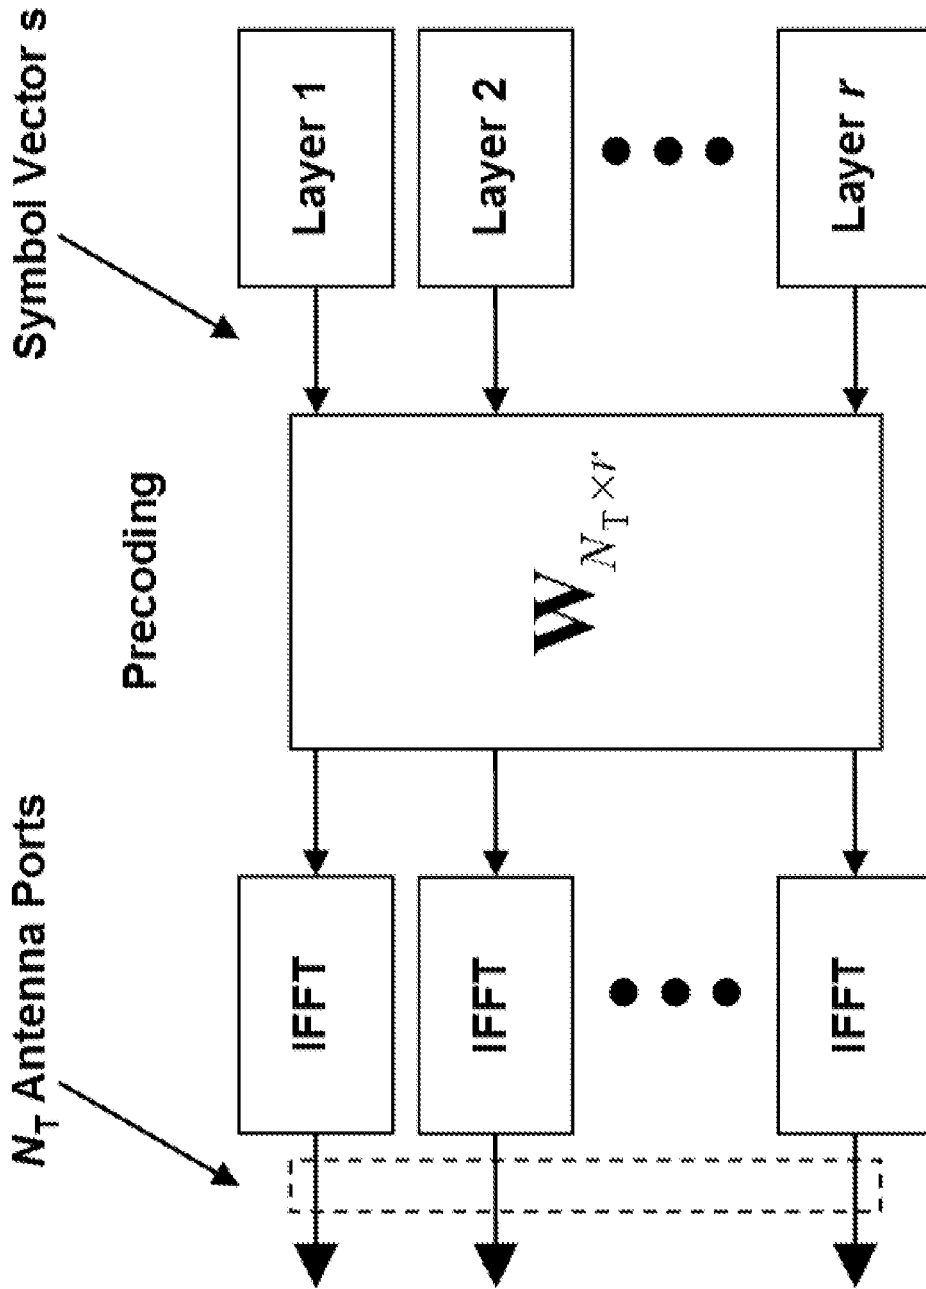 N_T Antenna Ports
Precoding
Symbol Vector s
IFFT
IFFT
IFFT
W_{N_T×r}
Layer 1
Layer 2
Layer r